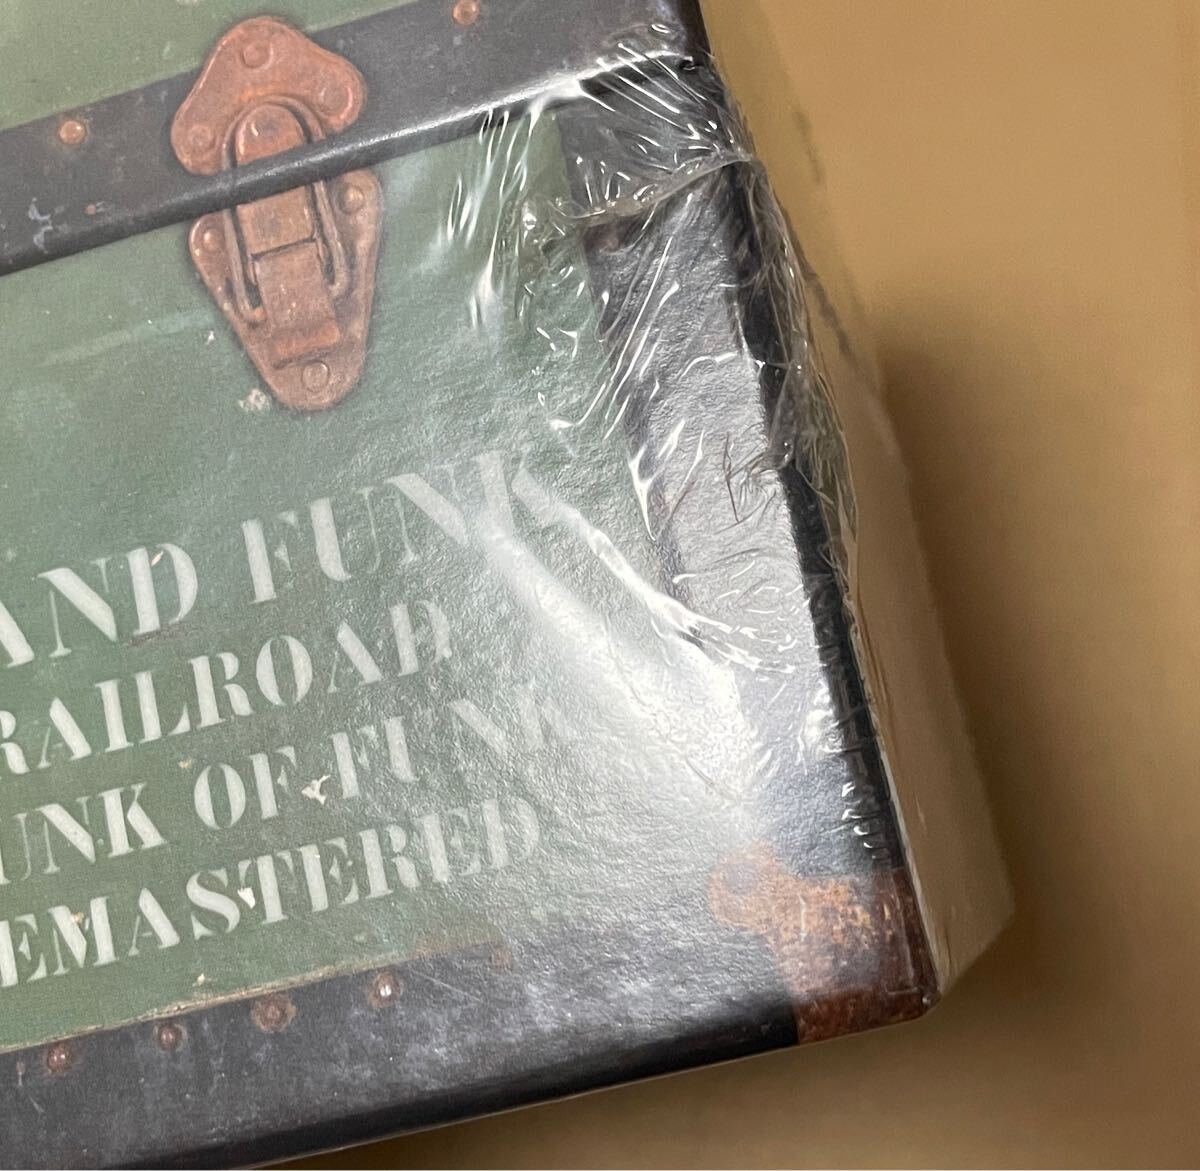 AND FUNK
RAILROAD
UNK OF FUNK
EMASTERED